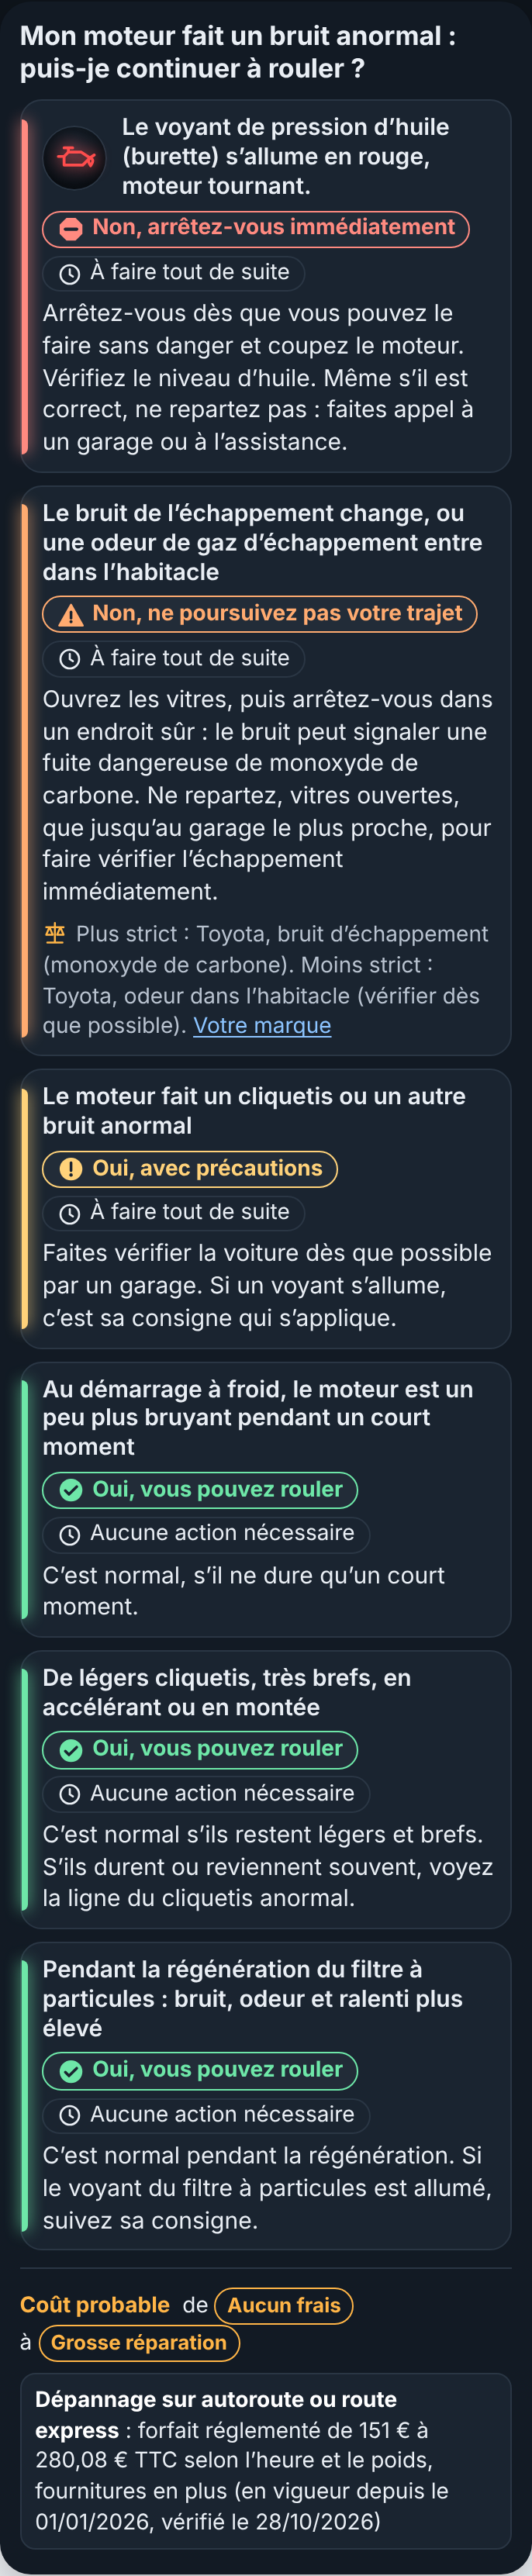 Mon moteur fait un bruit anormal :
puis-je continuer à rouler ?
Le voyant de pression d’huile
(burette) s’allume en rouge,
moteur tournant.
Non, arrêtez-vous immédiatement
À faire tout de suite
Arrêtez-vous dès que vous pouvez le
faire sans danger et coupez le moteur.
Vérifiez le niveau d’huile. Même s’il est
correct, ne repartez pas : faites appel à
un garage ou à l’assistance.
Le bruit de l’échappement change, ou
une odeur de gaz d’échappement entre
dans l’habitacle
Non, ne poursuivez pas votre trajet
À faire tout de suite
Ouvrez les vitres, puis arrêtez-vous dans
un endroit sûr : le bruit peut signaler une
fuite dangereuse de monoxyde de
carbone. Ne repartez, vitres ouvertes,
que jusqu’au garage le plus proche, pour
faire vérifier l’échappement
immédiatement.
Plus strict : Toyota, bruit d’échappement
(monoxyde de carbone). Moins strict :
Toyota, odeur dans l’habitacle (vérifier dès
que possible). Votre marque
Le moteur fait un cliquetis ou un autre
bruit anormal
Oui, avec précautions
À faire tout de suite
Faites vérifier la voiture dès que possible
par un garage. Si un voyant s’allume,
c’est sa consigne qui s’applique.
Au démarrage à froid, le moteur est un
peu plus bruyant pendant un court
moment
Oui, vous pouvez rouler
Aucune action nécessaire
C’est normal, s’il ne dure qu’un court
moment.
De légers cliquetis, très brefs, en
accélérant ou en montée
Oui, vous pouvez rouler
Aucune action nécessaire
C’est normal s’ils restent légers et brefs.
S’ils durent ou reviennent souvent, voyez
la ligne du cliquetis anormal.
Pendant la régénération du filtre à
particules : bruit, odeur et ralenti plus
élevé
Oui, vous pouvez rouler
Aucune action nécessaire
C’est normal pendant la régénération. Si
le voyant du filtre à particules est allumé,
suivez sa consigne.
Coût probable de Aucun frais
à Grosse réparation
Dépannage sur autoroute ou route
express : forfait réglementé de 151 € à
280,08 € TTC selon l’heure et le poids,
fournitures en plus (en vigueur depuis le
01/01/2026, vérifié le 28/10/2026)